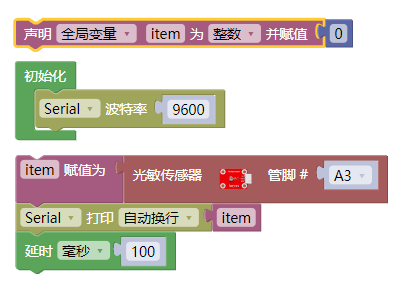 声明 全局变量 item 为 整数 并赋值 0
初始化
Serial 波特率 9600
item 赋值为 光敏传感器 管脚 # A3
Serial 打印 自动换行 item
延时 毫秒 100